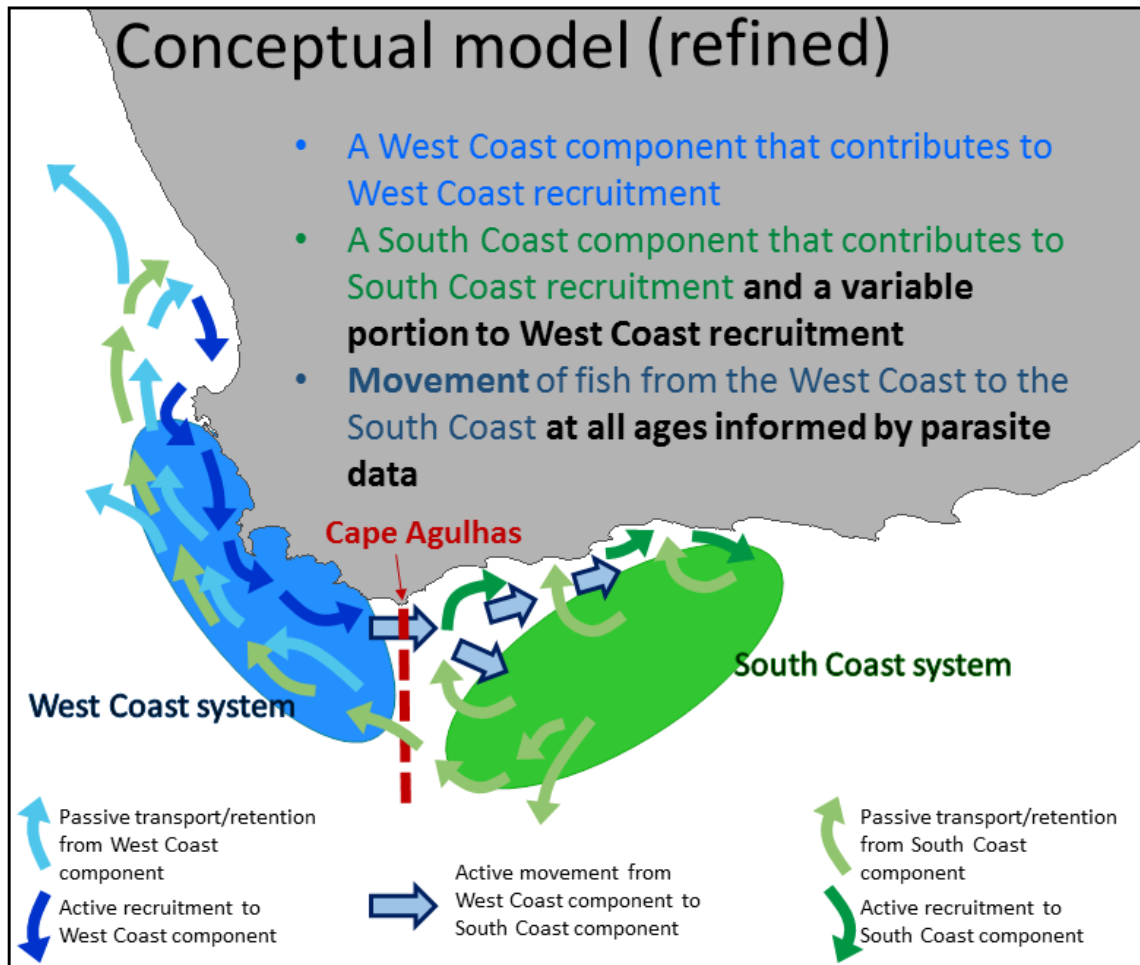 Conceptual model (refined)
• A West Coast component that contributes to
West Coast recruitment
• A South Coast component that contributes to
South Coast recruitment and a variable
portion to West Coast recruitment
• Movement of fish from the West Coast to the
South Coast at all ages informed by parasite
data
Cape Agulhas
South Coast system
West Coast system
Passive transport/retention
from West Coast
component
Active recruitment to
West Coast component
Active movement from
West Coast component to
South Coast component
Passive transport/retention
from South Coast
component
Active recruitment to
South Coast component